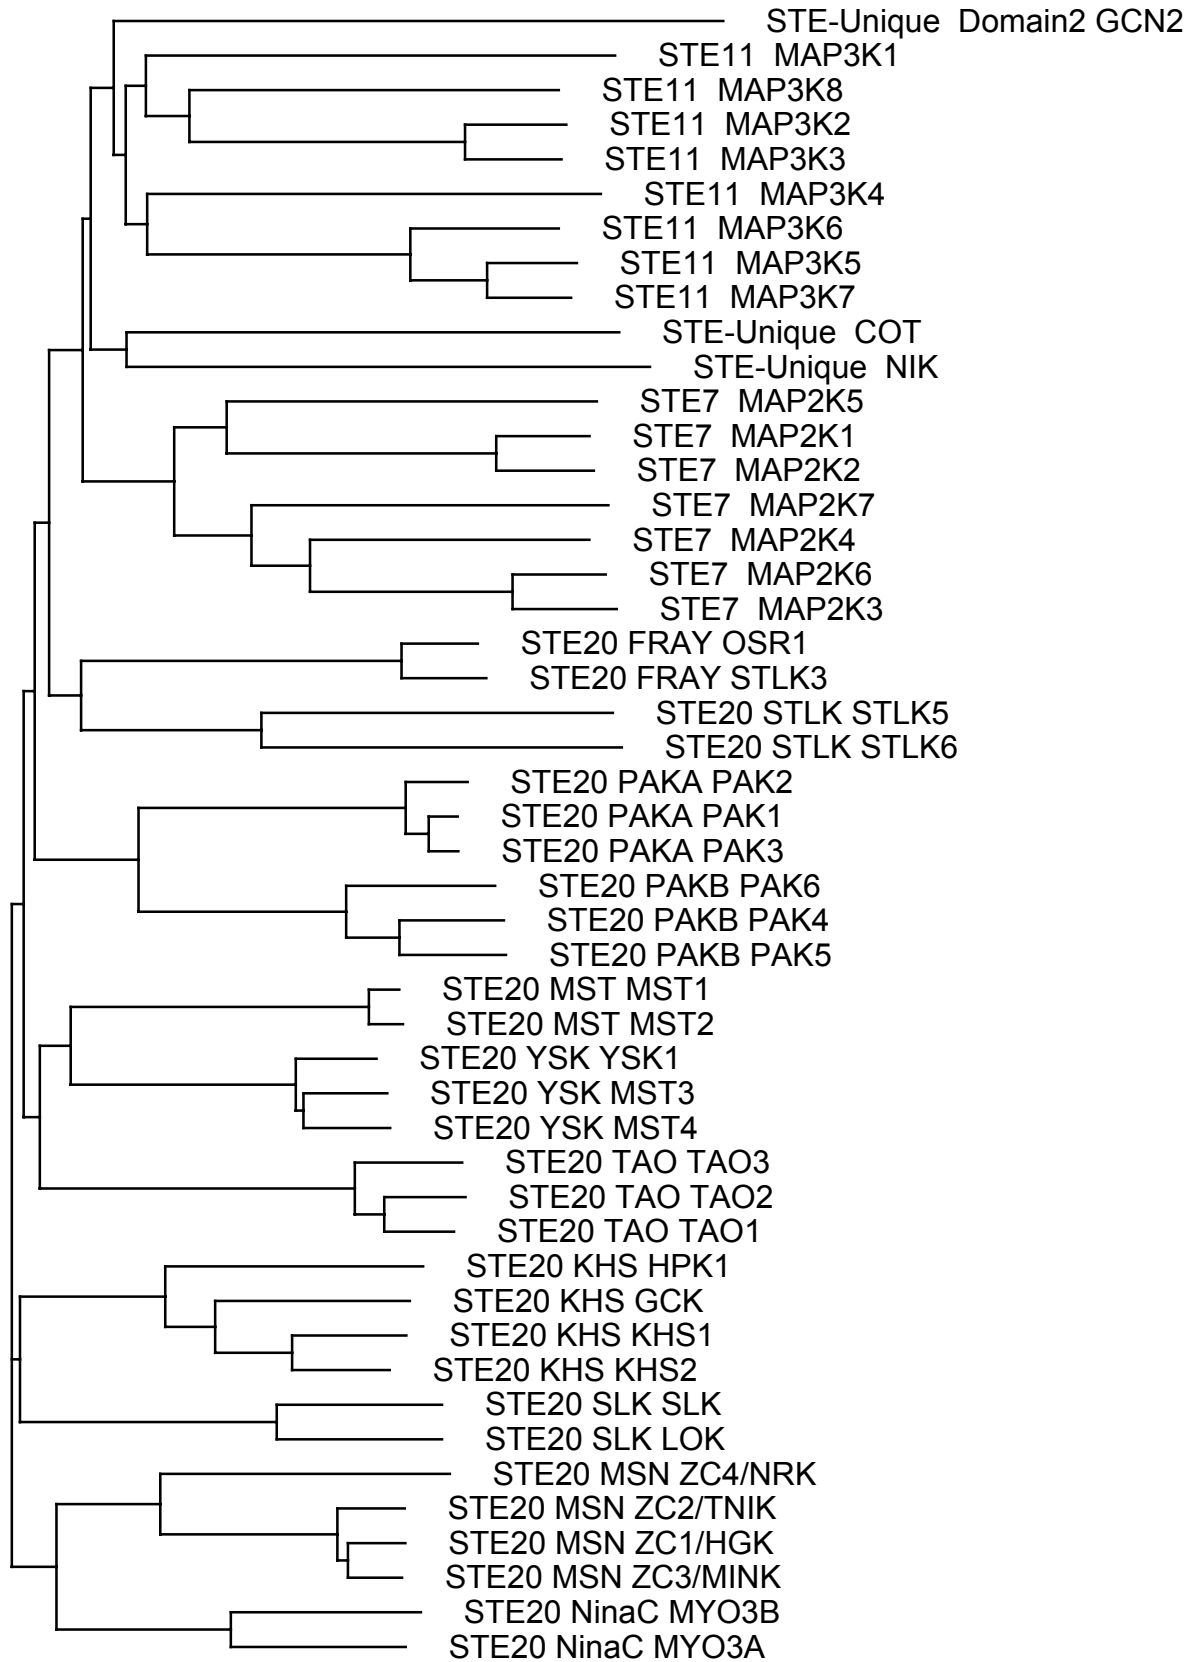 STE-Unique Domain2 GCN2
STE11 MAP3K1
STE11 MAP3K8
STE11 MAP3K2
STE11 MAP3K3
STE11 MAP3K4
STE11 MAP3K6
STE11 MAP3K5
STE11 MAP3K7
STE-Unique COT
STE-Unique NIK
STE7 MAP2K5
STE7 MAP2K1
STE7 MAP2K2
STE7 MAP2K7
STE7 MAP2K4
STE7 MAP2K6
STE7 MAP2K3
STE20 FRAY OSR1
STE20 FRAY STLK3
STE20 STLK STLK5
STE20 STLK STLK6
STE20 PAKA PAK2
STE20 PAKA PAK1
STE20 PAKA PAK3
STE20 PAKB PAK6
STE20 PAKB PAK4
STE20 PAKB PAK5
STE20 MST MST1
STE20 MST MST2
STE20 YSK YSK1
STE20 YSK MST3
STE20 YSK MST4
STE20 TAO TAO3
STE20 TAO TAO2
STE20 TAO TAO1
STE20 KHS HPK1
STE20 KHS GCK
STE20 KHS KHS1
STE20 KHS KHS2
STE20 SLK SLK
STE20 SLK LOK
STE20 MSN ZC4/NRK
STE20 MSN ZC2/TNIK
STE20 MSN ZC1/HGK
STE20 MSN ZC3/MINK
STE20 NinaC MYO3B
STE20 NinaC MYO3A